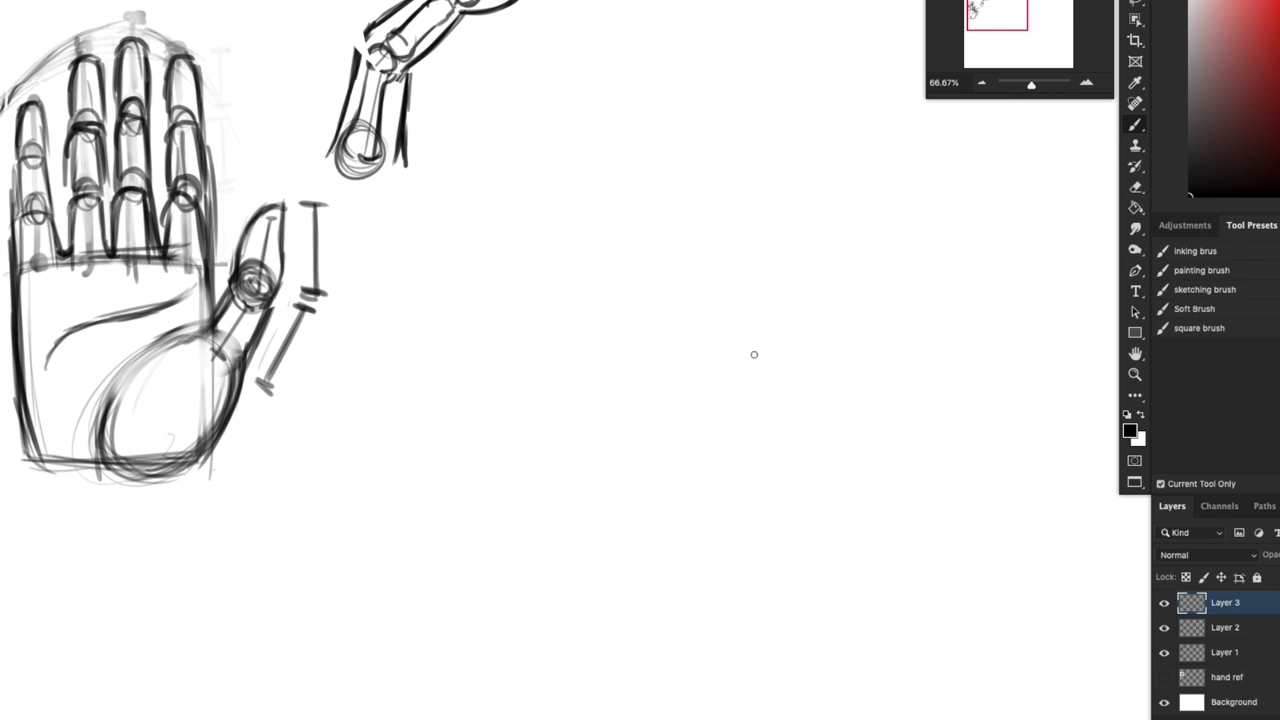 66.67%
Adjustments Tool Presets
inking brus
painting brush
sketching brush
Soft Brush
square brush
Current Tool Only
Layers Channels Paths
Kind
Normal Opac
Lock:
Layer 3
Layer 2
Layer 1
hand ref
Background